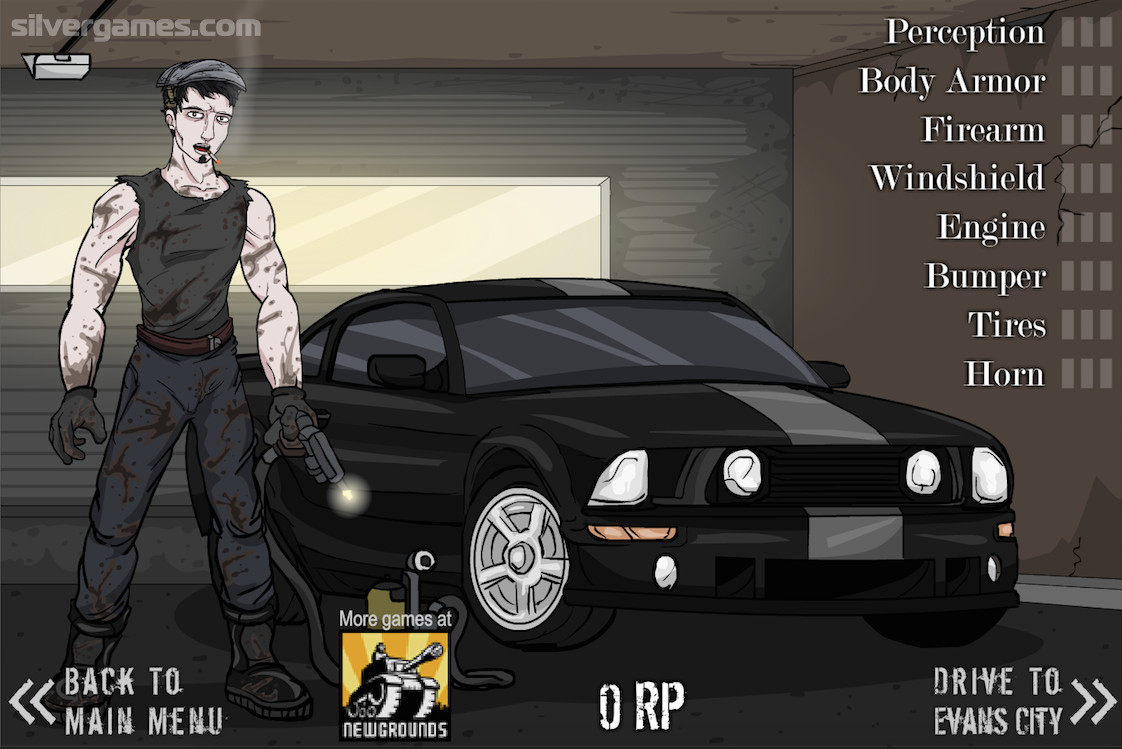 silvergames.com
Perception
Body Armor
Firearm
Windshield
Engine
Bumper
Tires
Horn
More games at
NEWGROUNDS
BACK TO
MAIN MENU
0 RP
DRIVE TO
EVANS CITY